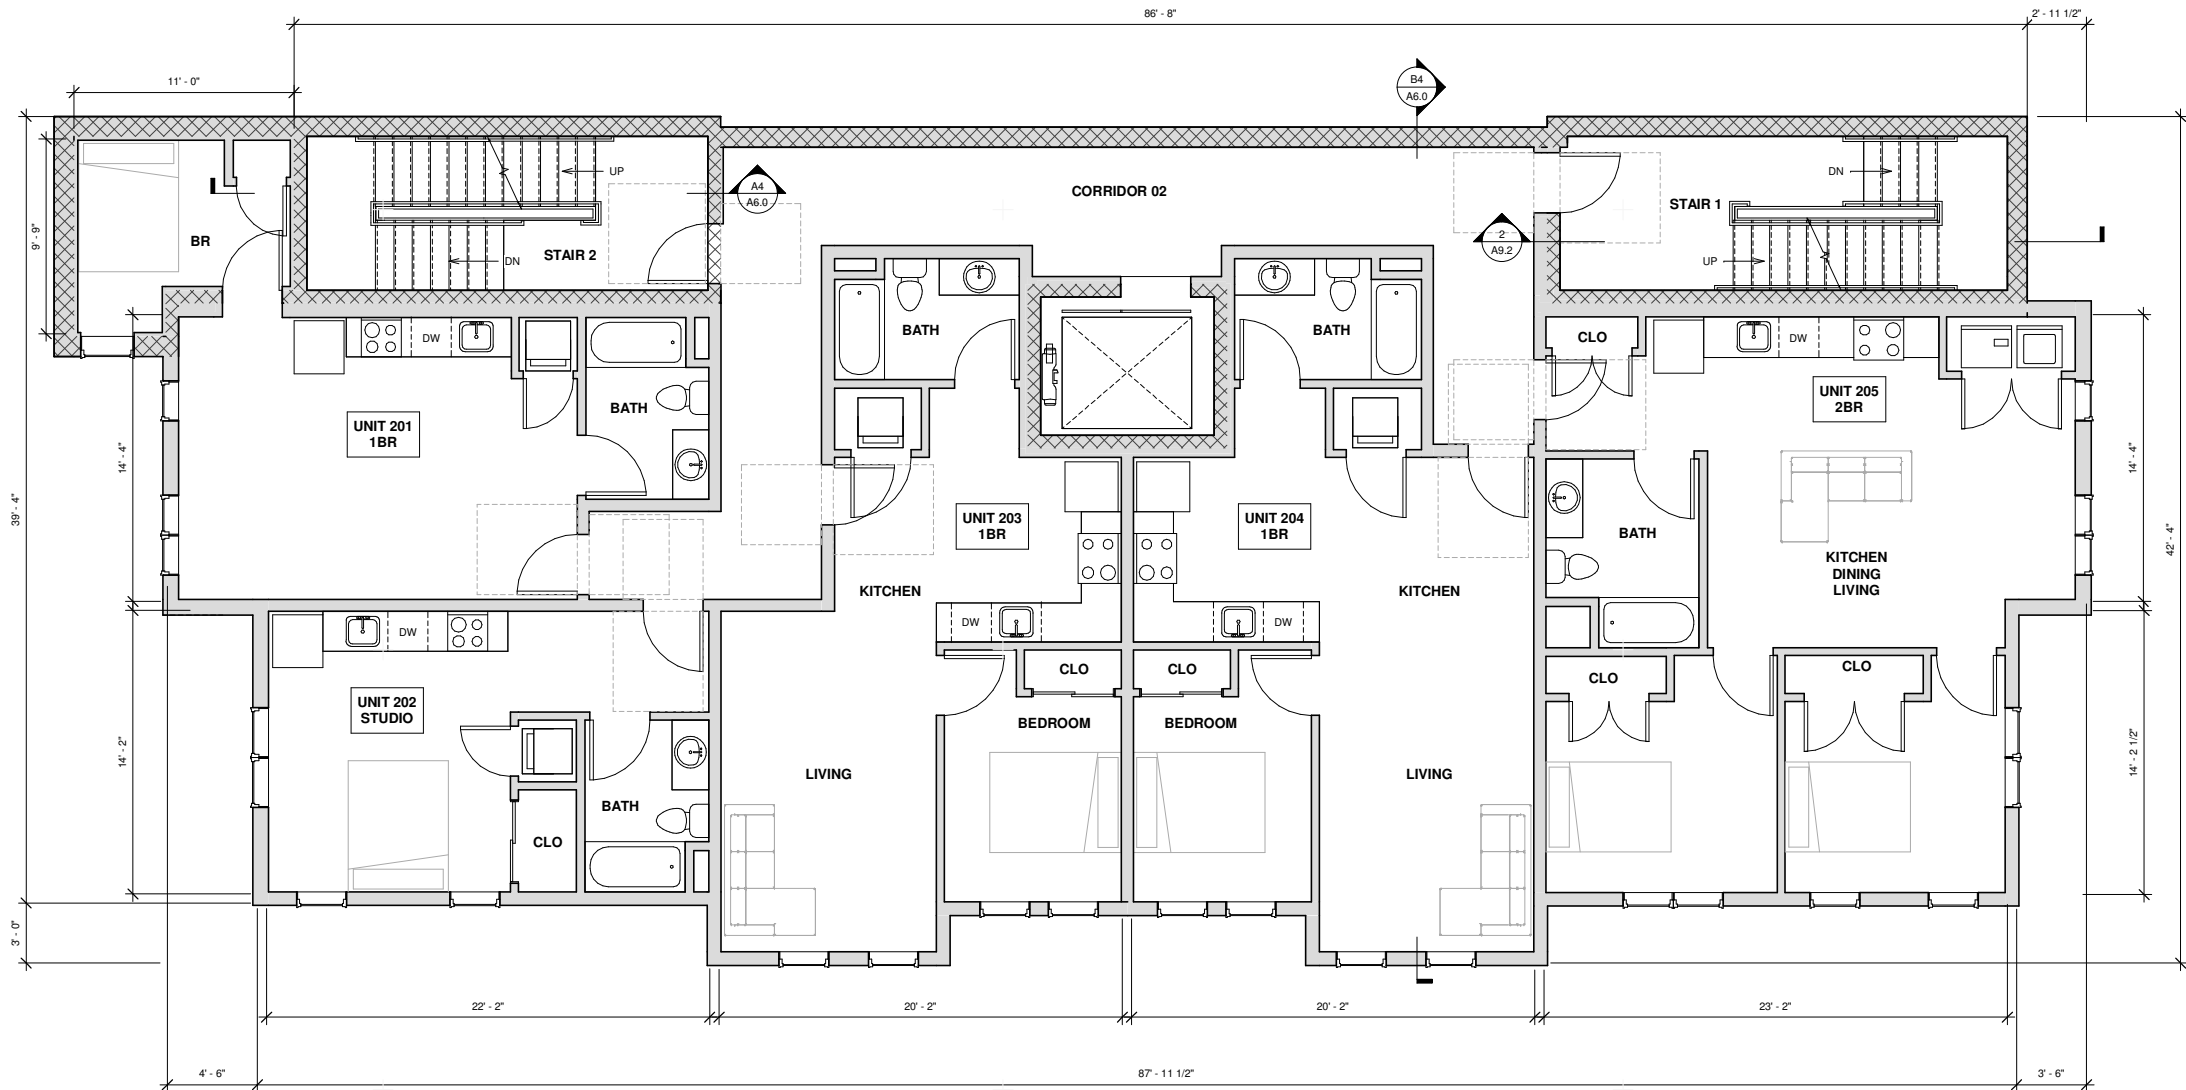 86' - 8"
2' - 11 1/2"
11' - 0"
B4
A6.0
UP
DN
STAIR 2
A4
A6.0
CORRIDOR 02
DN
STAIR 1
2
A9.2
UP
BR
9' - 9"
DW
BATH
BATH
CLO
DW
UNIT 201
1BR
BATH
UNIT 205
2BR
14' - 4"
39' - 4"
14' - 4"
42' - 4"
UNIT 203
1BR
UNIT 204
1BR
BATH
KITCHEN
DINING
LIVING
KITCHEN
KITCHEN
DW
DW
DW
CLO
CLO
CLO
CLO
UNIT 202
STUDIO
BEDROOM
BEDROOM
14' - 2"
14' - 2 1/2"
LIVING
LIVING
BATH
CLO
3' - 0"
22' - 2"
20' - 2"
20' - 2"
23' - 2"
4' - 6"
87' - 11 1/2"
3' - 6"